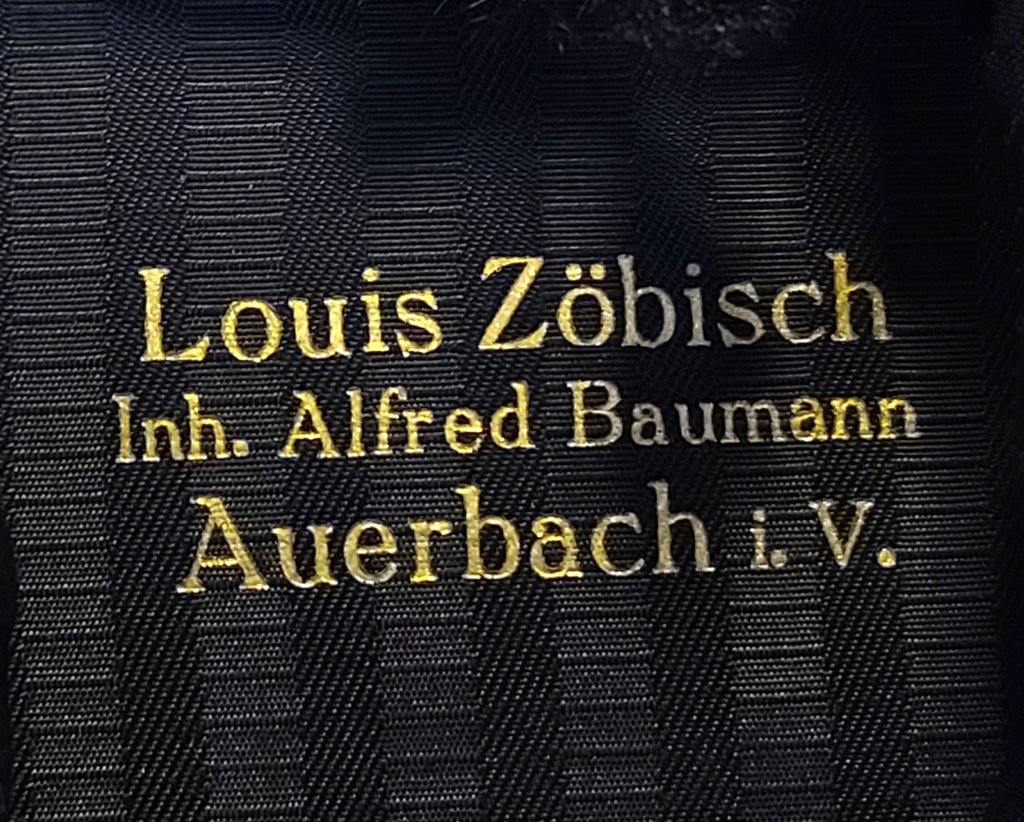 Louis Zöbisch
Inh. Alfred Baumann
Auerbach i. V.